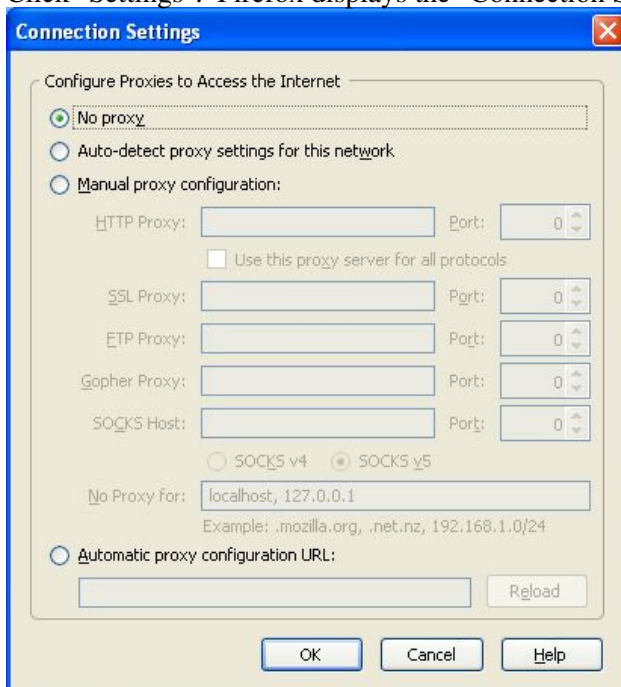 Click "Settings". Firefox displays the "Connection S
Connection Settings
Configure Proxies to Access the Internet
No proxy
Auto-detect proxy settings for this network
Manual proxy configuration:
HTTP Proxy: Port: 0
Use this proxy server for all protocols
SSL Proxy: Port: 0
FTP Proxy: Port: 0
Gopher Proxy: Port: 0
SOCKS Host: Port: 0
SOCKS v4 SOCKS v5
No Proxy for: localhost, 127.0.0.1
Example: .mozilla.org, .net.nz, 192.168.1.0/24
Automatic proxy configuration URL:
Reload
OK Cancel Help